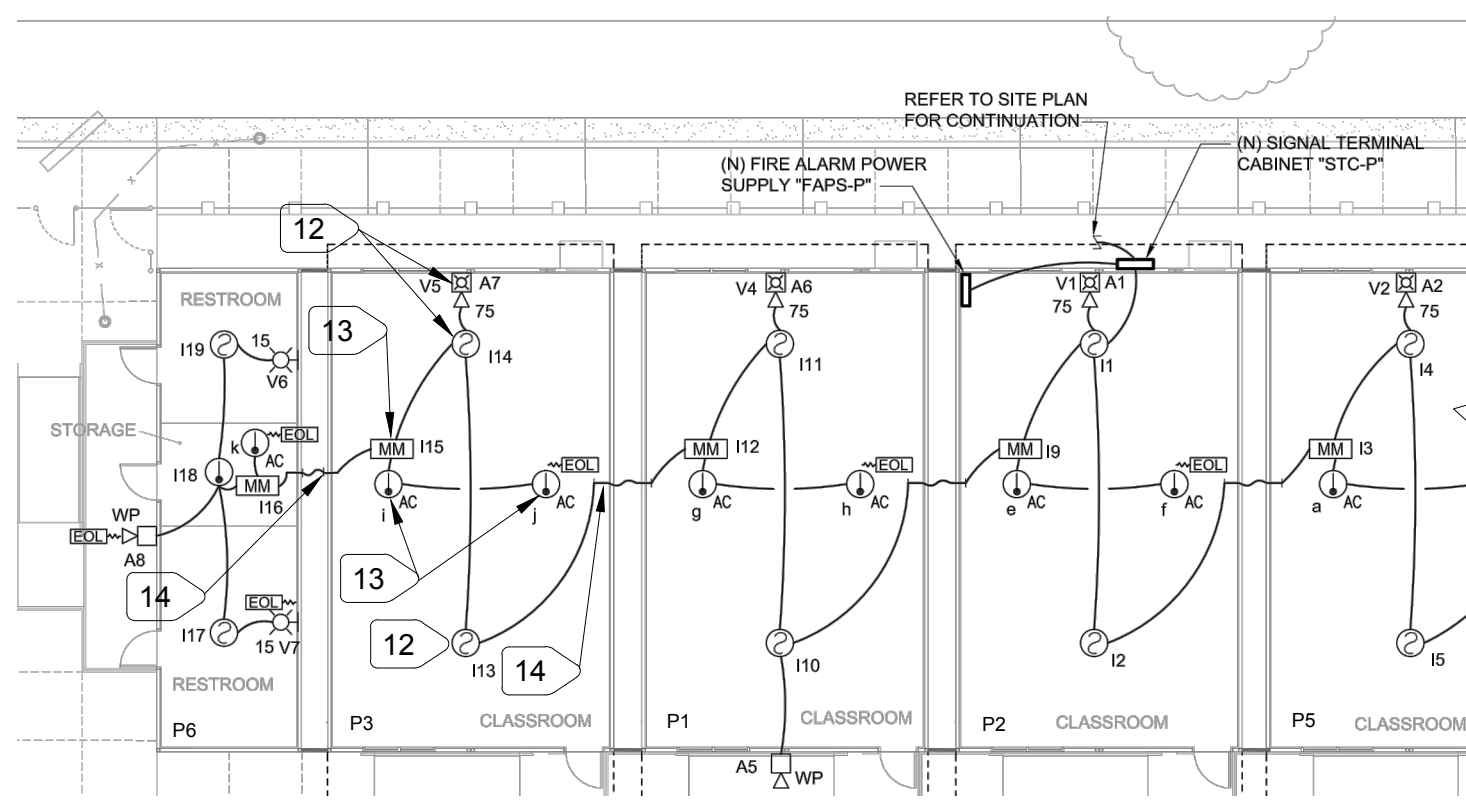 REFER TO SITE PLAN
FOR CONTINUATION
(N) SIGNAL TERMINAL
CABINET "STC-P"
(N) FIRE ALARM POWER
SUPPLY "FAPS-P"
12
V5 A7
75
I14
V4 A6
75
I11
V1 A1
75
I1
V2 A2
75
I4
RESTROOM
13
I19
15
V6
STORAGE
k
EOL
AC
I18
MM
I16
MM
I15
MM
I12
MM
I9
MM
I3
AC
i
EOL
AC
j
AC
g
EOL
AC
h
AC
e
EOL
AC
f
AC
a
WP
EOL
A8
14
13
EOL
I17
15 V7
12
I13
14
I10
I2
I5
RESTROOM
P6
P3
CLASSROOM
P1
CLASSROOM
P2
CLASSROOM
P5
CLASSROOM
A5
WP